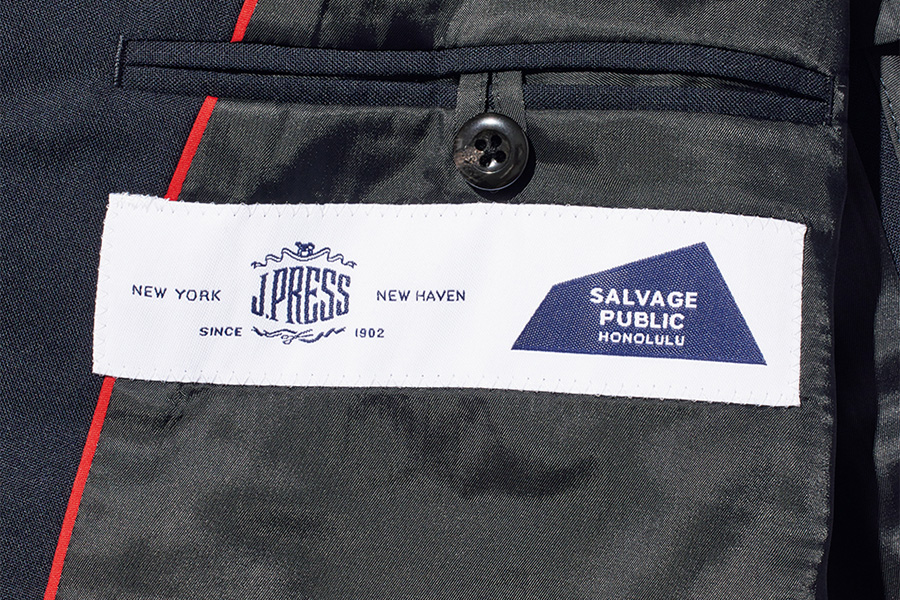 NEW YORK
J.PRESS
NEW HAVEN
SINCE
1902
SALVAGE
PUBLIC
HONOLULU